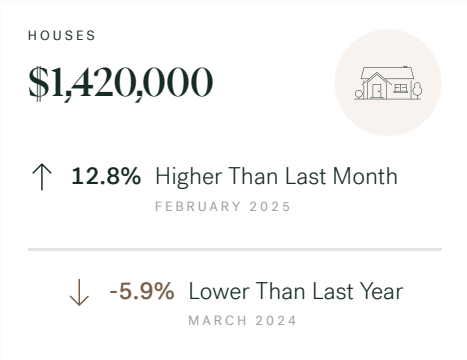 HOUSES
$1,420,000
12.8% Higher Than Last Month
FEBRUARY 2025
-5.9% Lower Than Last Year
MARCH 2024